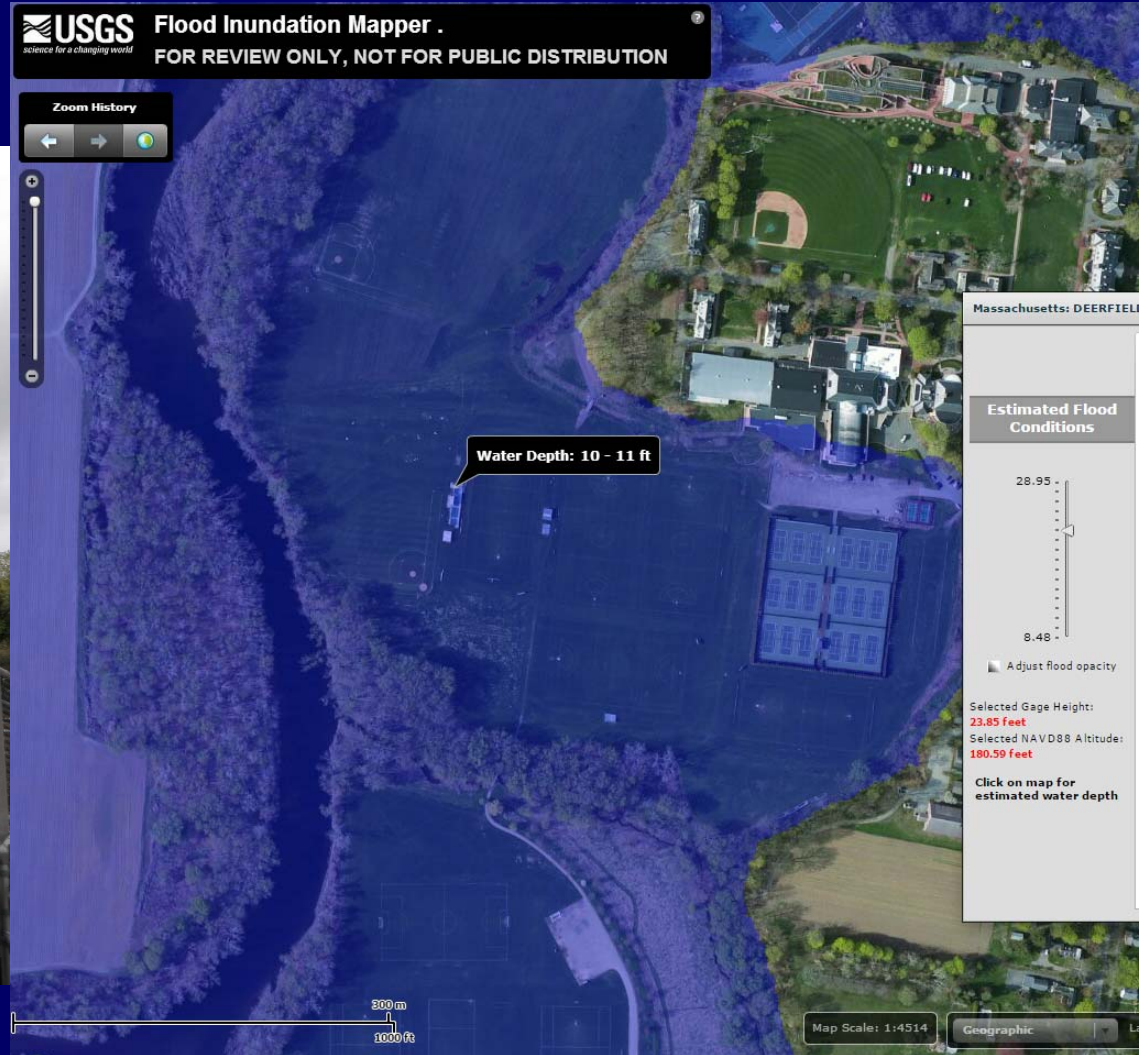 USGS
science for a changing world
Flood Inundation Mapper .
FOR REVIEW ONLY, NOT FOR PUBLIC DISTRIBUTION
?
Zoom History
Water Depth: 10 - 11 ft
Massachusetts: DEERFIEL
Estimated Flood
Conditions
28.95
8.48
Adjust flood opacity
Selected Gage Height:
23.85 feet
Selected NAVD88 Altitude:
180.59 feet
Click on map for
estimated water depth
300 m
1000 ft
Map Scale: 1:4514
Geographic
La